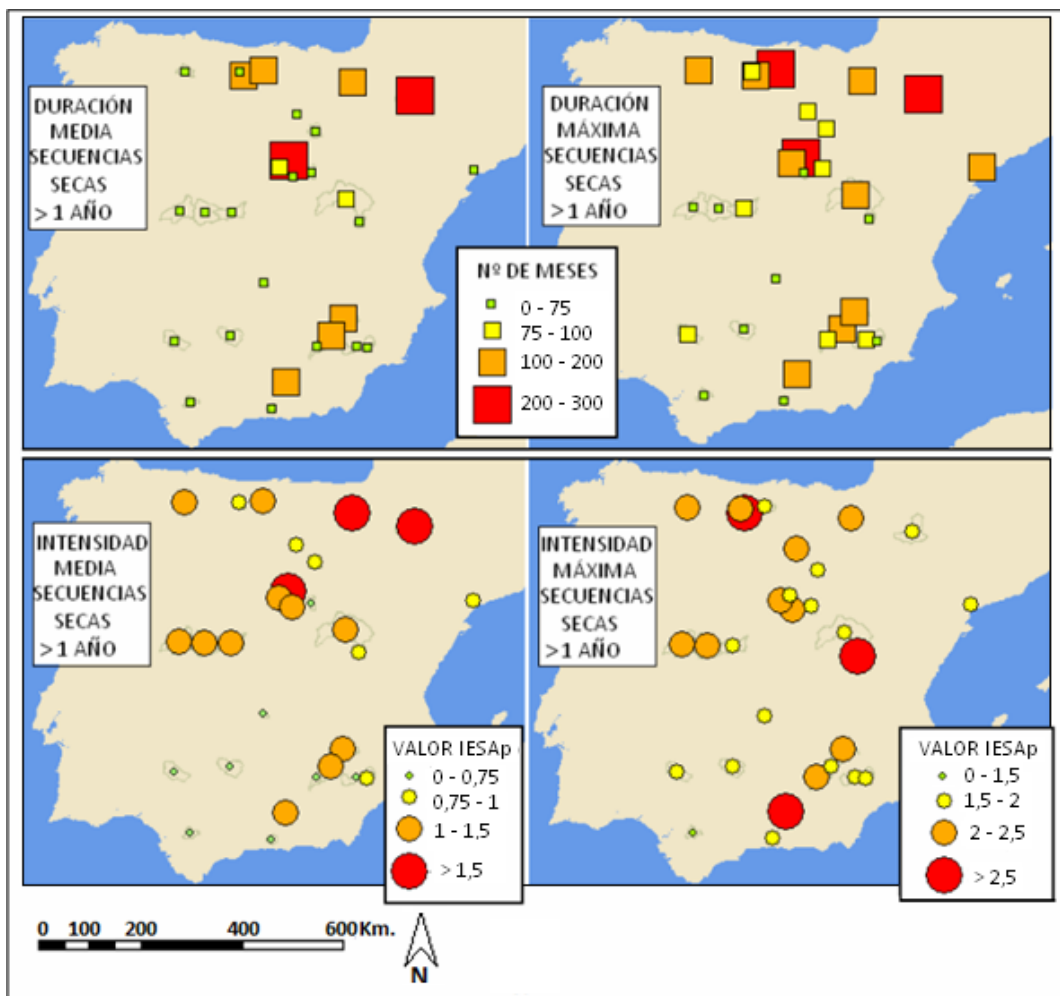 DURACIÓN
MEDIA
SECUENCIAS
SECAS
> 1 AÑO
DURACIÓN
MÁXIMA
SECUENCIAS
SECAS
>1 AÑO
Nº DE MESES
0 - 75
75 - 100
100 - 200
200 - 300
INTENSIDAD
MEDIA
SECUENCIAS
SECAS
>1 AÑO
INTENSIDAD
MÁXIMA
SECUENCIAS
SECAS
>1 AÑO
VALOR IESAp
0 - 0,75
0,75 - 1
1 - 1,5
> 1,5
VALOR IESAp
0 - 1,5
1,5 - 2
2 - 2,5
> 2,5
0 100 200 400 600Km.
N